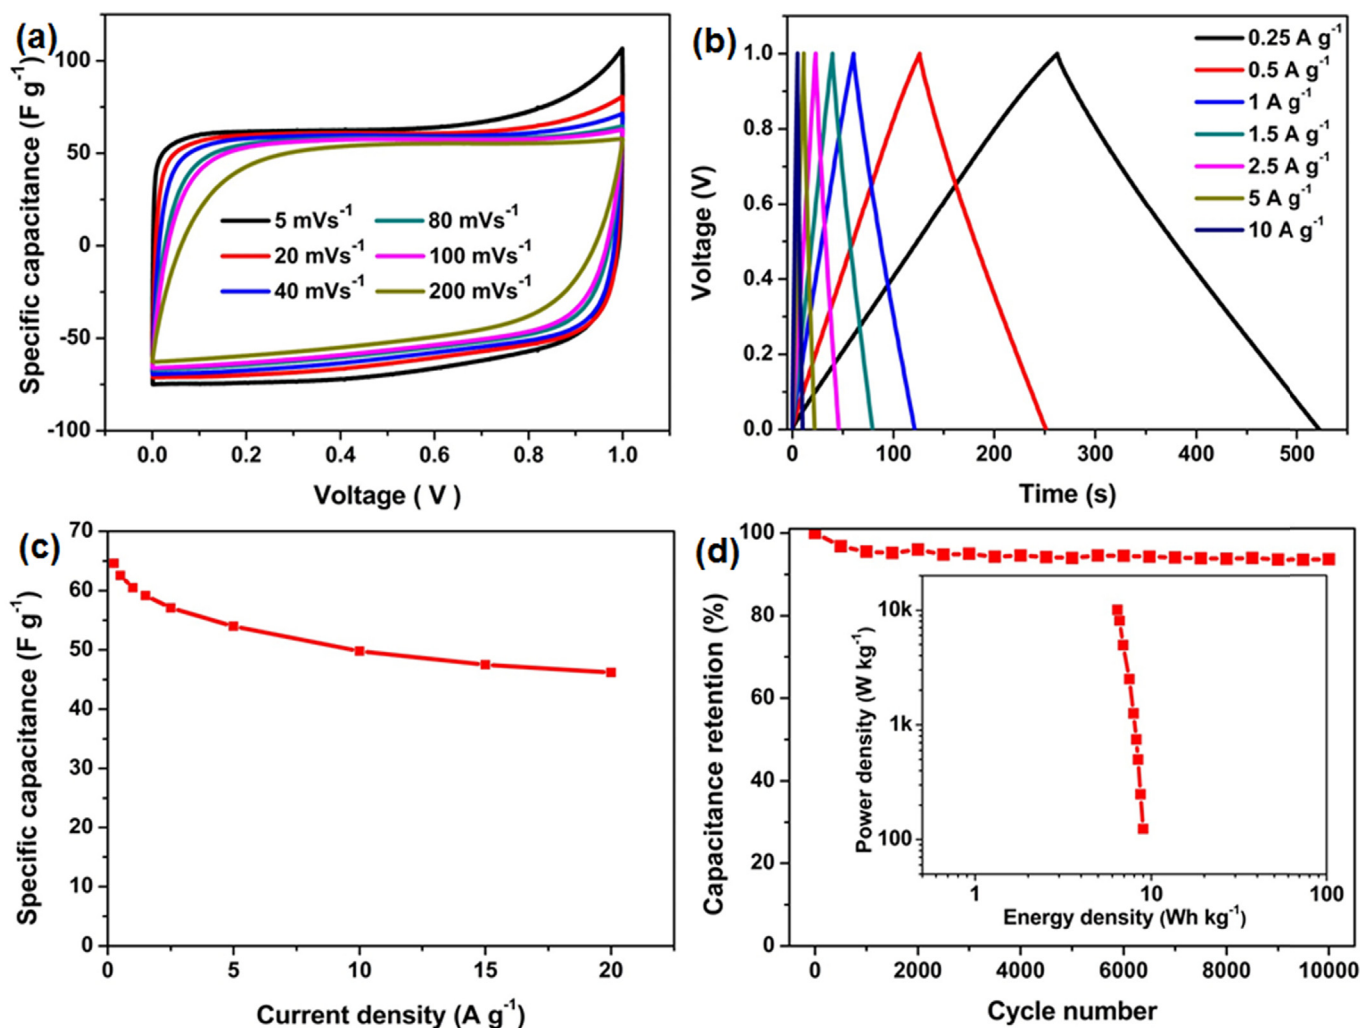 (a)
100
50
0
-50
-100
Specific capacitance (F g⁻¹)
5 mVs⁻¹
20 mVs⁻¹
40 mVs⁻¹
80 mVs⁻¹
100 mVs⁻¹
200 mVs⁻¹
0.0 0.2 0.4 0.6 0.8 1.0
Voltage ( V )
(b)
1.0
0.8
0.6
0.4
0.2
0.0
Voltage (V)
0.25 A g⁻¹
0.5 A g⁻¹
1 A g⁻¹
1.5 A g⁻¹
2.5 A g⁻¹
5 A g⁻¹
10 A g⁻¹
0 100 200 300 400 500
Time (s)
(c)
70
60
50
40
30
20
10
0
Specific capacitance (F g⁻¹)
0 5 10 15 20
Current density (A g⁻¹)
(d)
100
80
60
40
20
0
Capacitance retention (%)
10k
1k
100
Power density (W kg⁻¹)
1 10 100
Energy density (Wh kg⁻¹)
0 2000 4000 6000 8000 10000
Cycle number